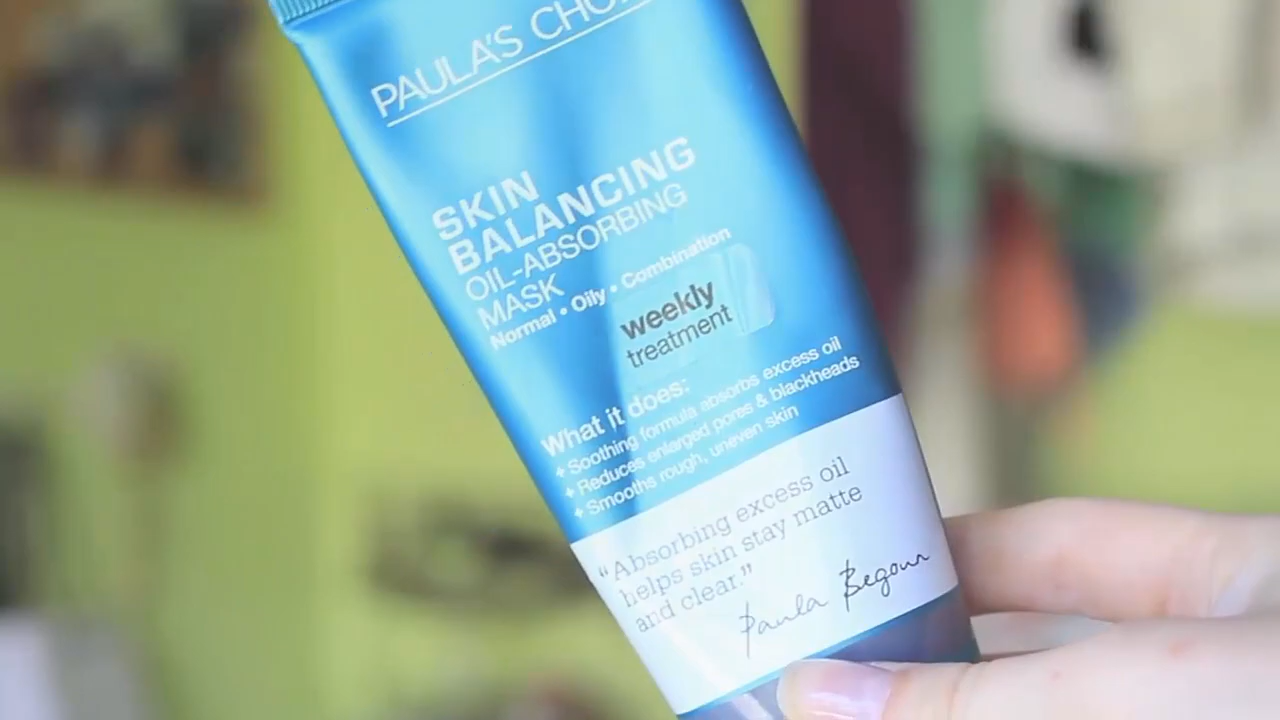 PAULA'S CHO
SKIN
BALANCING
OIL-ABSORBING
MASK
Normal • Oily • Combination
weekly
treatment
What it does:
+ Soothing formula absorbs excess oil
+ Reduces enlarged pores & blackheads
+ Smooths rough, uneven skin
“Absorbing excess oil
helps skin stay matte
and clear.”
Paula Begoun